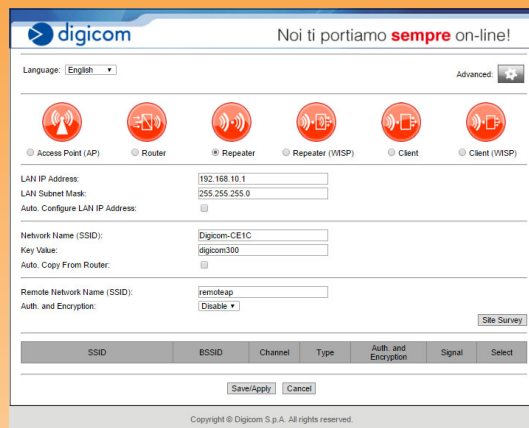 digicom
Noi ti portiamo sempre on-line!
Language: English
Advanced:
Access Point (AP) Router Repeater Repeater (WISP) Client Client (WISP)
LAN IP Address: 192.168.10.1
LAN Subnet Mask: 255.255.255.0
Auto. Configure LAN IP Address:
Network Name (SSID): Digicom-CE1C
Key Value: digicom300
Auto. Copy From Router:
Remote Network Name (SSID): remoteap
Auth. and Encryption: Disable
Site Survey
SSID BSSID Channel Type Auth. and Encryption Signal Select
Save/Apply Cancel
Copyright © Digicom S.p.A. All rights reserved.